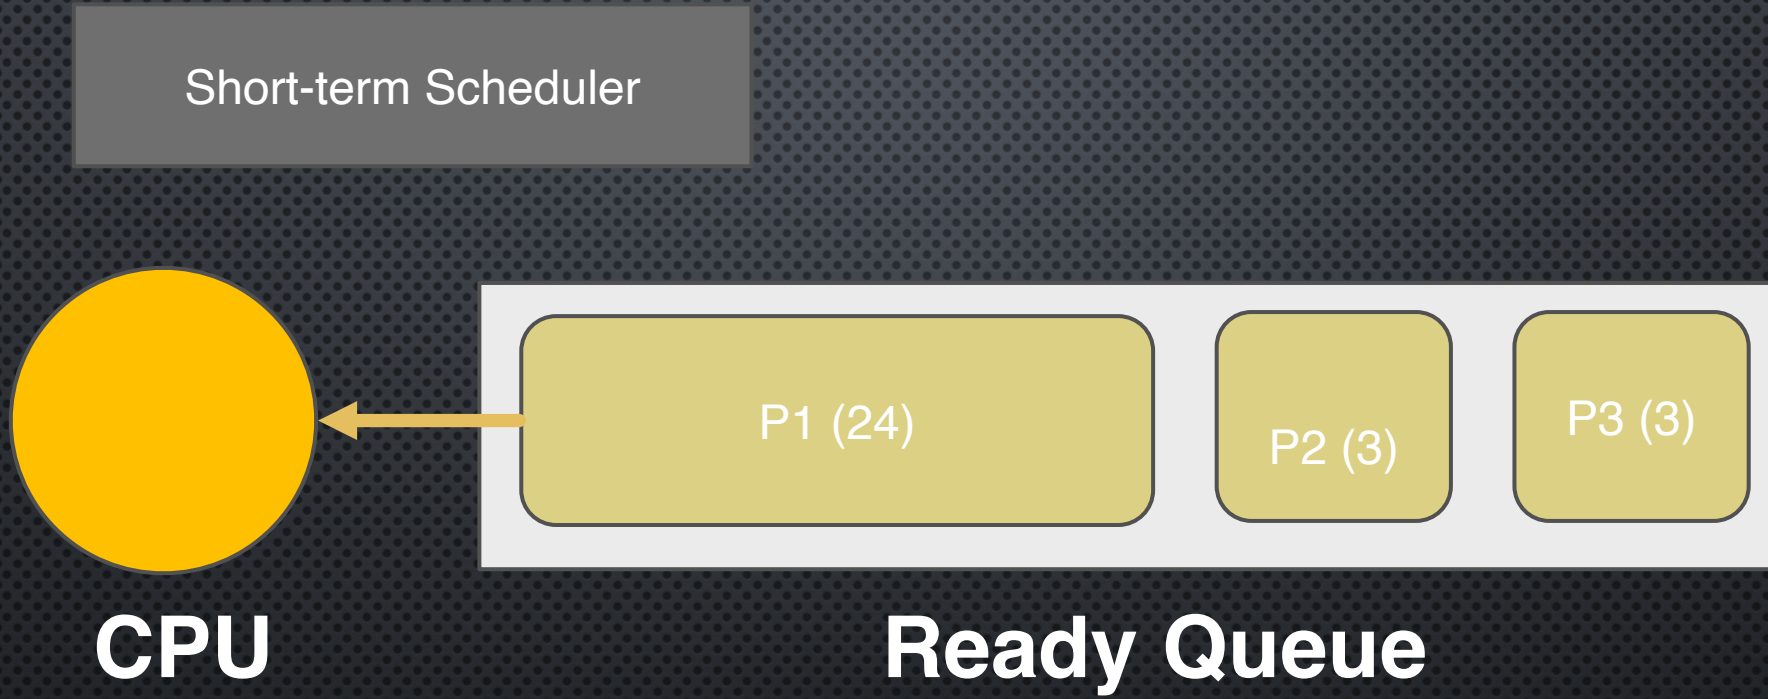 Short-term Scheduler
P1 (24)
P2 (3)
P3 (3)
CPU
Ready Queue